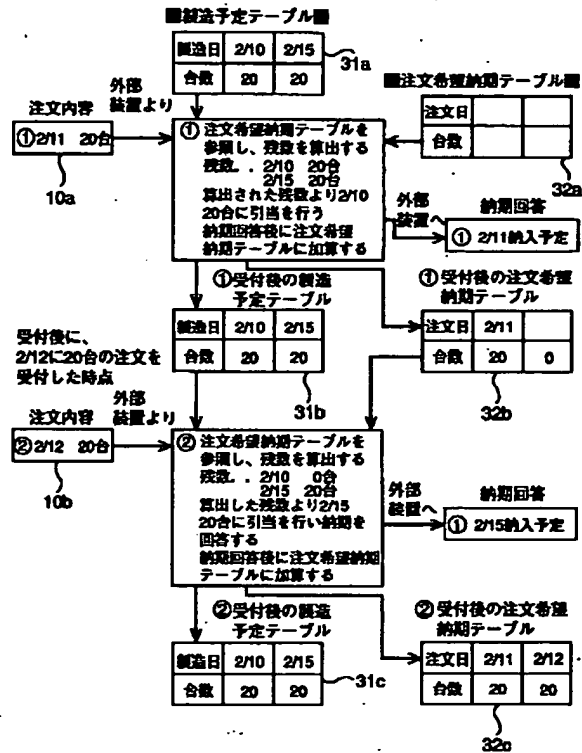 ■製造予定テーブル■
製造日 2/10 2/15
台数 20 20
31a
■注文希望納期テーブル■
注文日
台数
32a
注文内容
外部
装置より
①2/11 20台
10a
① 注文希望納期テーブルを
参照し、残数を算出する
残数．．2/10 20台
2/15 20台
算出された残数より2/10
20台に引当を行う
納期回答後に注文希望
納期テーブルに加算する
外部
装置へ
納期回答
① 2/11納入予定
①受付後の製造
予定テーブル
製造日 2/10 2/15
台数 20 20
31b
①受付後の注文希望
納期テーブル
注文日 2/11
台数 20 0
32b
受付後に、
2/12に20台の注文を
受付した時点
注文内容
外部
装置より
②2/12 20台
10b
② 注文希望納期テーブルを
参照し、残数を算出する
残数．．2/10 0台
2/15 20台
算出した残数より2/15
20台に引当を行い納期を
回答する
納期回答後に注文希望納期
テーブルに加算する
外部
装置へ
納期回答
① 2/15納入予定
②受付後の製造
予定テーブル
製造日 2/10 2/15
台数 20 20
31c
②受付後の注文希望
納期テーブル
注文日 2/11 2/12
台数 20 20
32c